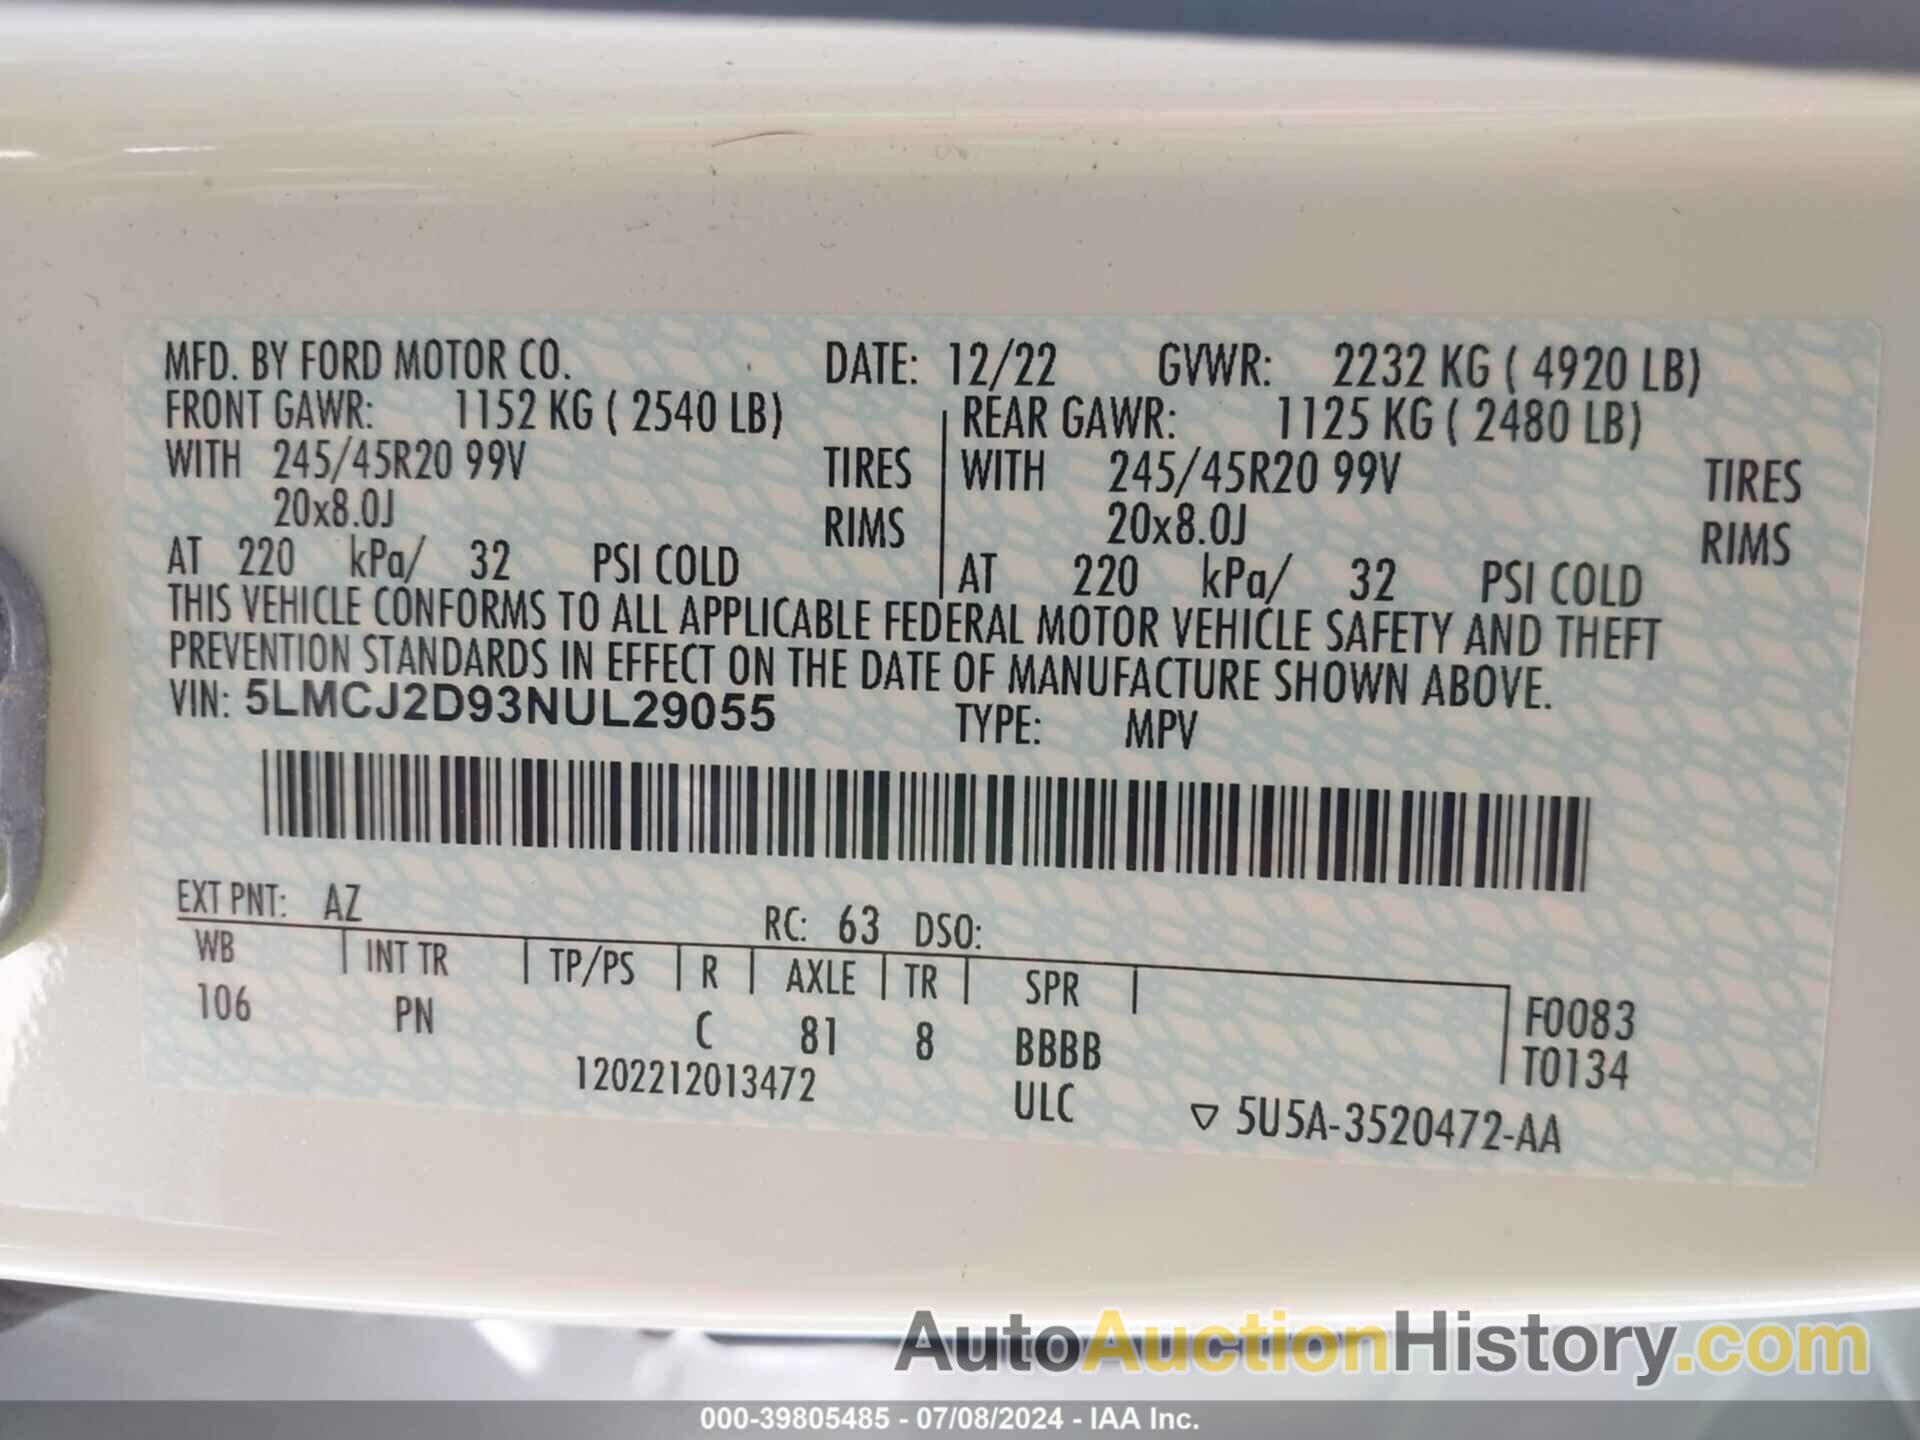 MFD. BY FORD MOTOR CO. DATE: 12/22 GVWR: 2232 KG ( 4920 LB)
FRONT GAWR: 1152 KG ( 2540 LB) REAR GAWR: 1125 KG ( 2480 LB)
WITH 245/45R20 99V TIRES WITH 245/45R20 99V TIRES
20x8.0J RIMS 20x8.0J RIMS
AT 220 kPa/ 32 PSI COLD AT 220 kPa/ 32 PSI COLD
THIS VEHICLE CONFORMS TO ALL APPLICABLE FEDERAL MOTOR VEHICLE SAFETY AND THEFT
PREVENTION STANDARDS IN EFFECT ON THE DATE OF MANUFACTURE SHOWN ABOVE.
VIN: 5LMCJ2D93NUL29055 TYPE: MPV
EXT PNT: AZ RC: 63 DSO:
WB INT TR TP/PS R AXLE TR SPR
106 PN C 81 8 BBBB
F0083
T0134
1202212013472 ULC ▽ 5U5A-3520472-AA
AutoAuctionHistory.com
000-39805485 - 07/08/2024 - IAA Inc.